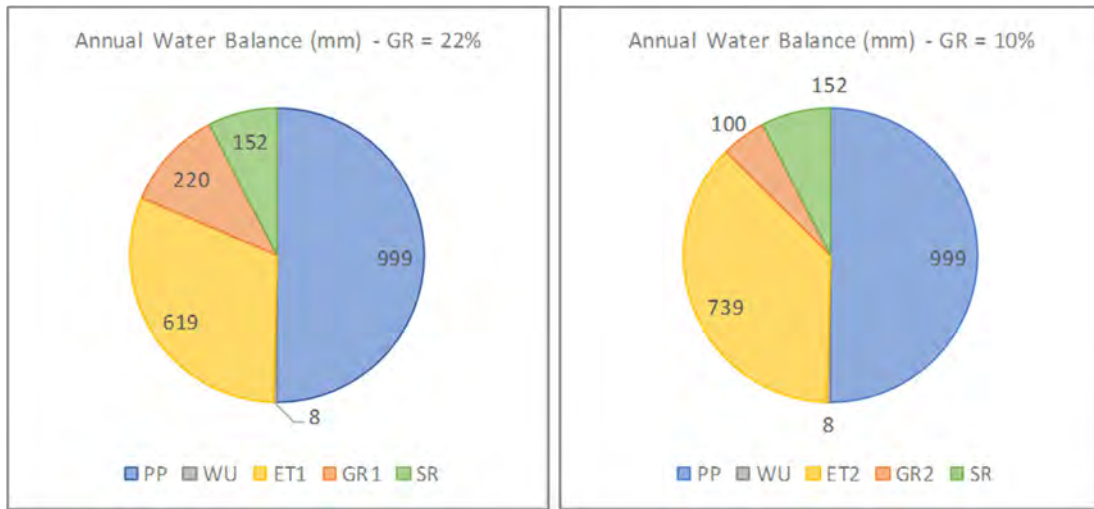 Annual Water Balance (mm) - GR = 22%
152
220
999
619
8
PP WU ET1 GR1 SR
Annual Water Balance (mm) - GR = 10%
152
100
999
739
8
PP WU ET2 GR2 SR